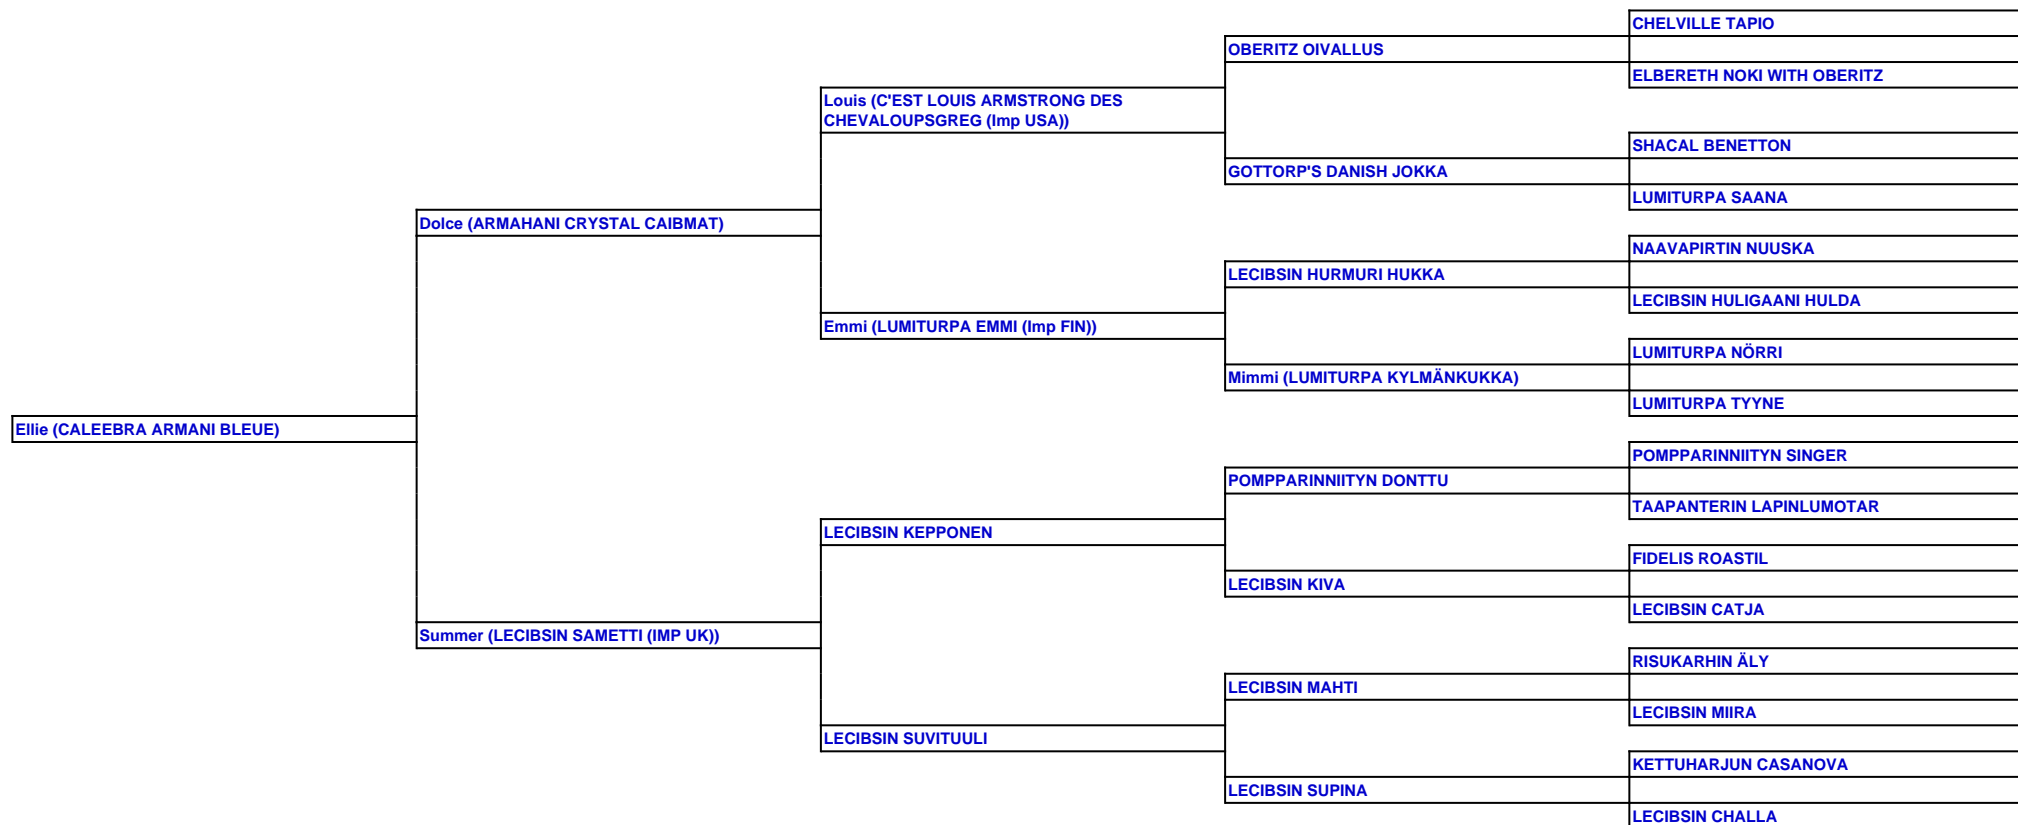 CHELVILLE TAPIO
OBERITZ OIVALLUS
ELBERETH NOKI WITH OBERITZ
Louis (C'EST LOUIS ARMSTRONG DES
CHEVALOUPSGREG (Imp USA))
SHACAL BENETTON
GOTTORP'S DANISH JOKKA
LUMITURPA SAANA
Dolce (ARMAHANI CRYSTAL CAIBMAT)
NAAVAPIRTIN NUUSKA
LECIBSIN HURMURI HUKKA
LECIBSIN HULIGAANI HULDA
Emmi (LUMITURPA EMMI (Imp FIN))
LUMITURPA NÖRRI
Mimmi (LUMITURPA KYLMÄNKUKKA)
LUMITURPA TYYNE
Ellie (CALEEBRA ARMANI BLEUE)
POMPPARINNIITYN SINGER
POMPPARINNIITYN DONTTU
TAAPANTERIN LAPINLUMOTAR
LECIBSIN KEPPONEN
FIDELIS ROASTIL
LECIBSIN KIVA
LECIBSIN CATJA
Summer (LECIBSIN SAMETTI (IMP UK))
RISUKARHIN ÄLY
LECIBSIN MAHTI
LECIBSIN MIIRA
LECIBSIN SUVITUULI
KETTUHARJUN CASANOVA
LECIBSIN SUPINA
LECIBSIN CHALLA